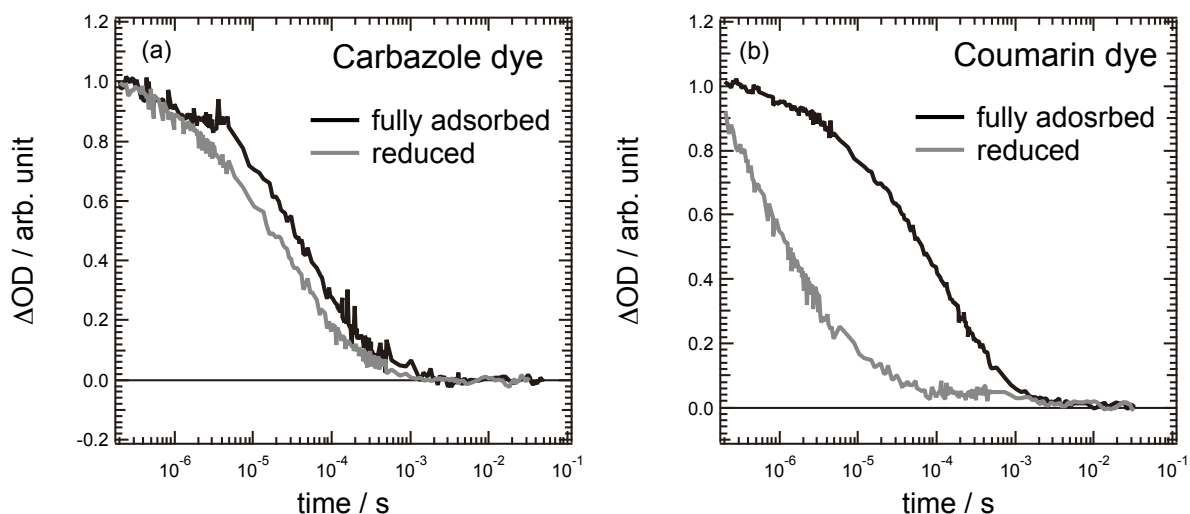 (a)
Carbazole dye
fully adsorbed
reduced
1.2
1.0
0.8
0.6
0.4
0.2
0.0
-0.2
ΔOD / arb. unit
10-6
10-5
10-4
10-3
10-2
10-1
time / s
(b)
Coumarin dye
fully adosrbed
reduced
1.2
1.0
0.8
0.6
0.4
0.2
0.0
ΔOD / arb. unit
10-6
10-5
10-4
10-3
10-2
10-1
time / s